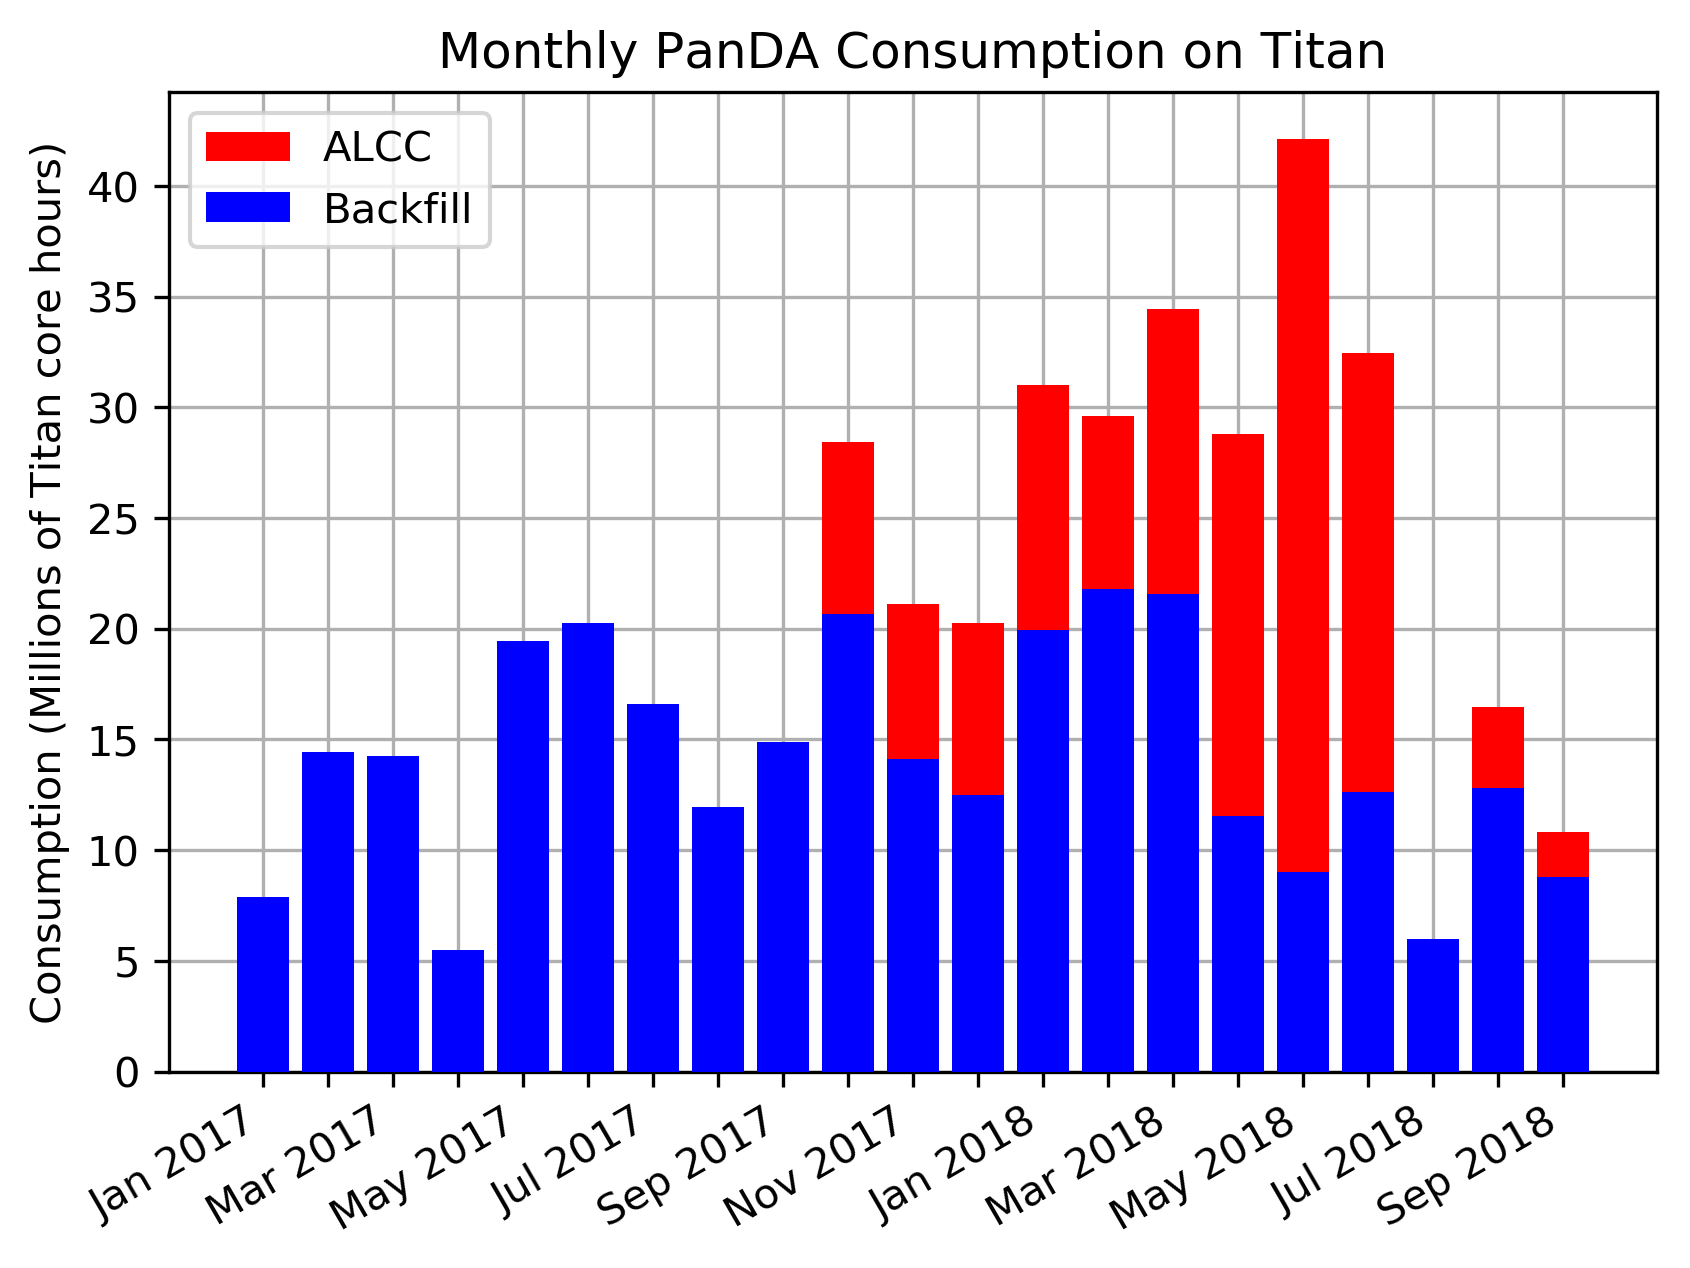 Monthly PanDA Consumption on Titan
ALCC
Backfill
Consumption (Millions of Titan core hours)
40
35
30
25
20
15
10
5
0
Jan 2017
Mar 2017
May 2017
Jul 2017
Sep 2017
Nov 2017
Jan 2018
Mar 2018
May 2018
Jul 2018
Sep 2018